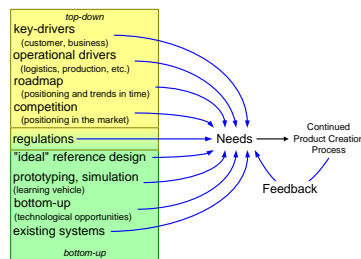 top-down
key-drivers
(customer, business)
operational drivers
(logistics, production, etc.)
roadmap
(positioning and trends in time)
competition
(positioning in the market)
regulations
"ideal" reference design
prototyping, simulation
(learning vehicle)
bottom-up
(technological opportunities)
existing systems
bottom-up
Needs
Continued
Product Creation
Process
Feedback